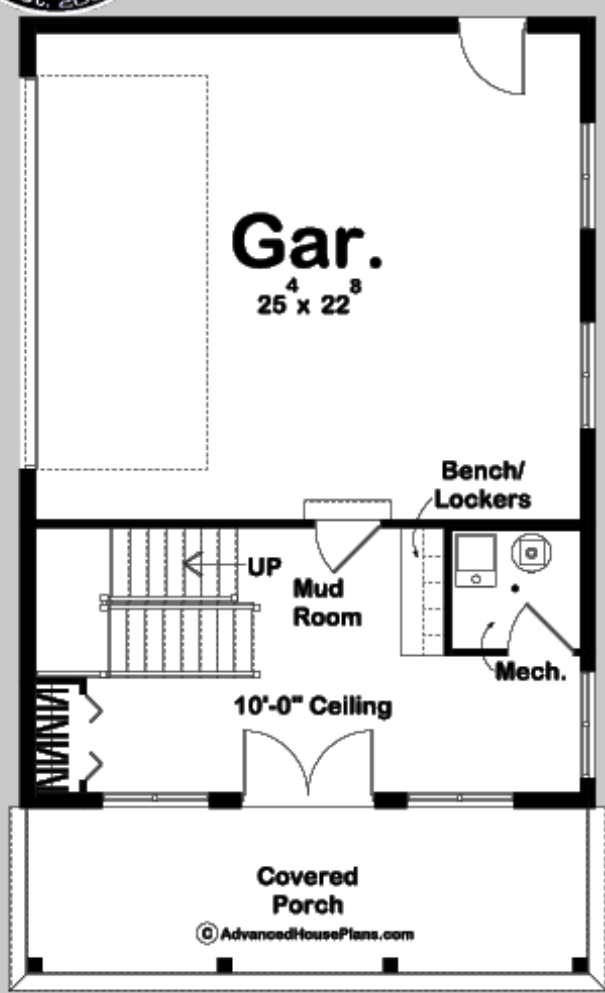 Gar.
25⁴ x 22⁸
Bench/
Lockers
UP
Mud
Room
Mech.
10'-0" Ceiling
Covered
Porch
© AdvancedHousePlans.com